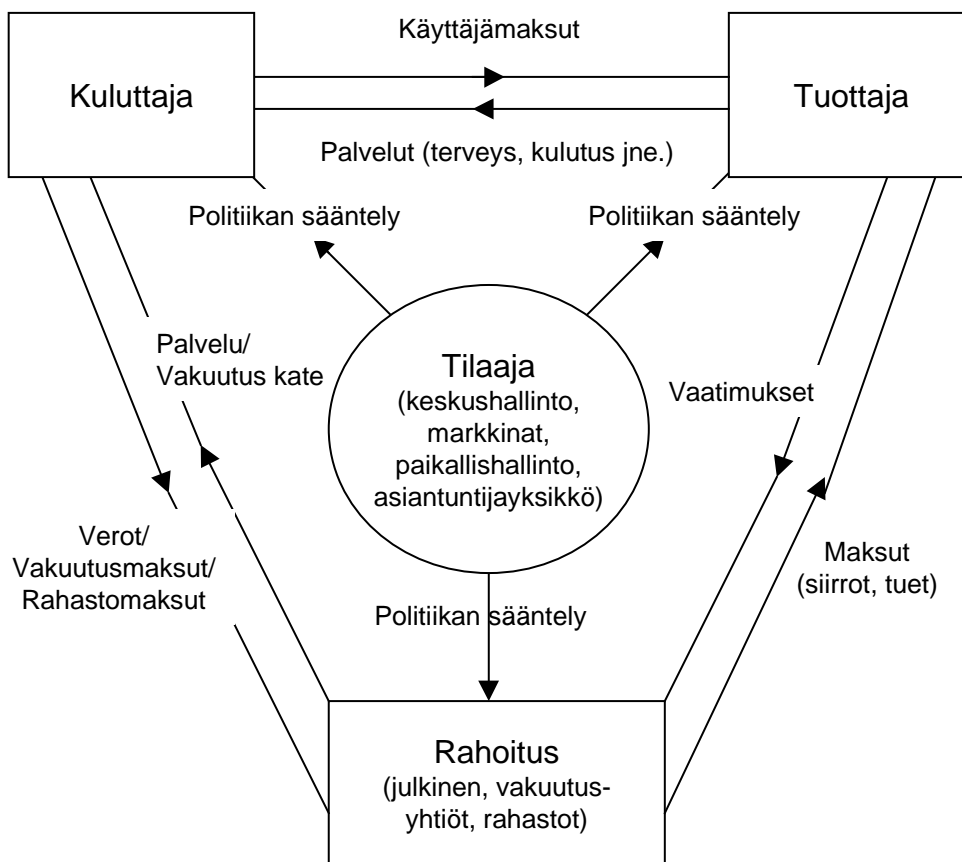 Käyttäjämaksut
Kuluttaja
Tuottaja
Palvelut (terveys, kulutus jne.)
Politiikan sääntely
Politiikan sääntely
Palvelu/
Vakuutus kate
Tilaaja
(keskushallinto,
markkinat,
paikallishallinto,
asiantuntijayksikkö)
Vaatimukset
Verot/
Vakuutusmaksut/
Rahastomaksut
Maksut
(siirrot, tuet)
Politiikan sääntely
Rahoitus
(julkinen, vakuutus-
yhtiöt, rahastot)